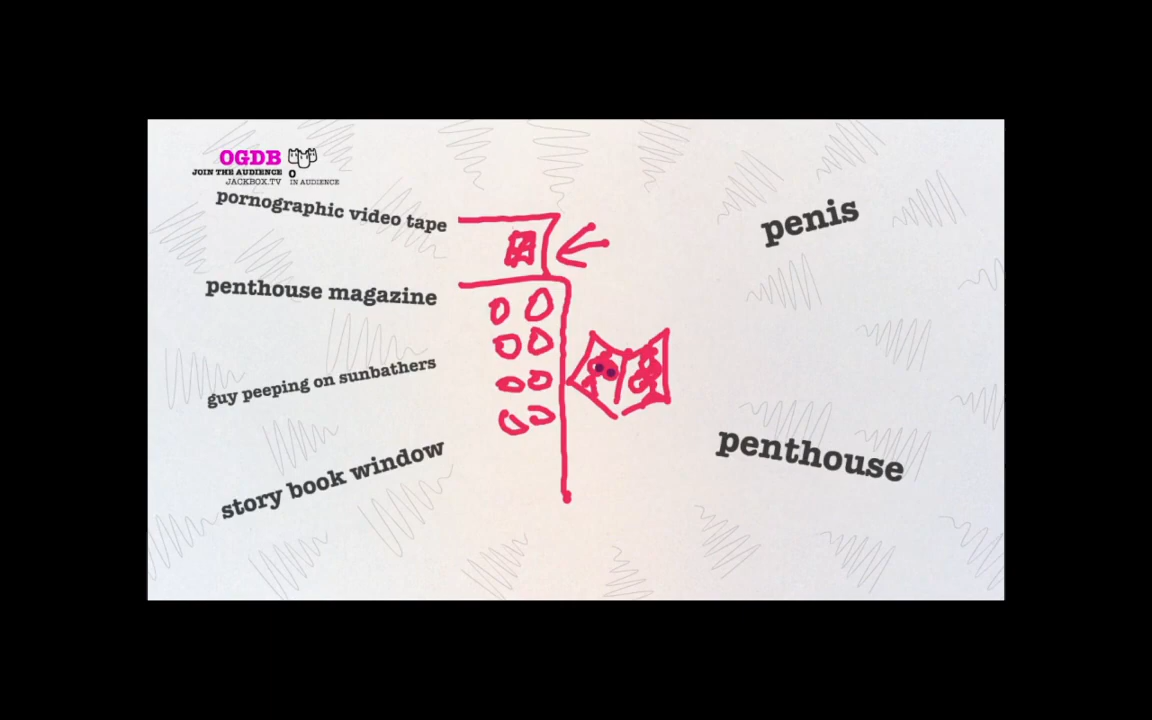 OGDB
JOIN THE AUDIENCE
JACKBOX.TV
0
IN AUDIENCE
pornographic video tape
penthouse magazine
guy peeping on sunbathers
story book window
penis
penthouse